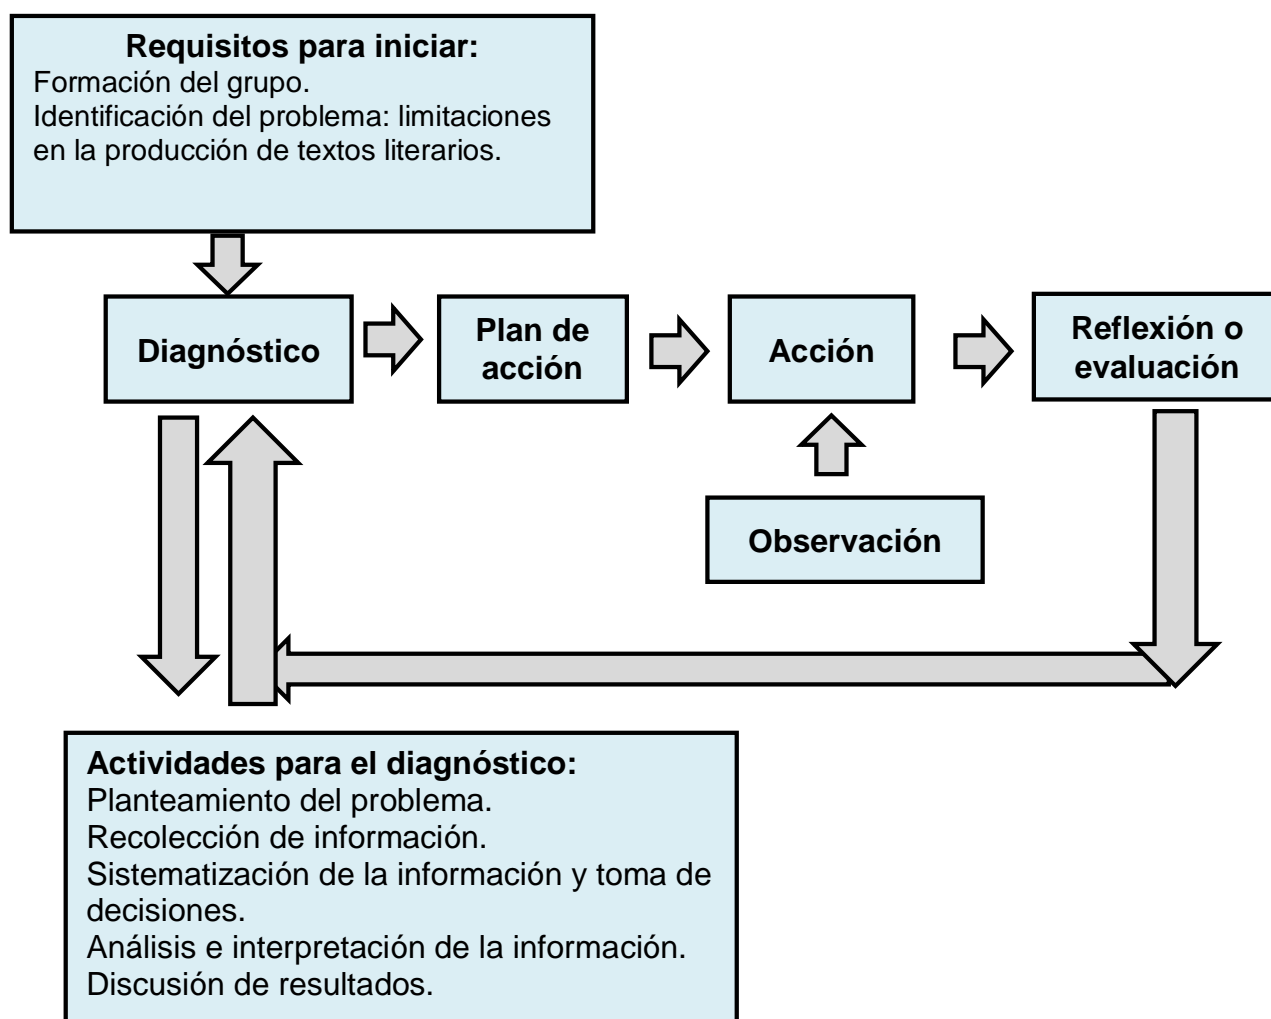 Requisitos para iniciar:
Formación del grupo.
Identificación del problema: limitaciones
en la producción de textos literarios.
Diagnóstico
Plan de
acción
Acción
Reflexión o
evaluación
Observación
Actividades para el diagnóstico:
Planteamiento del problema.
Recolección de información.
Sistematización de la información y toma de
decisiones.
Análisis e interpretación de la información.
Discusión de resultados.